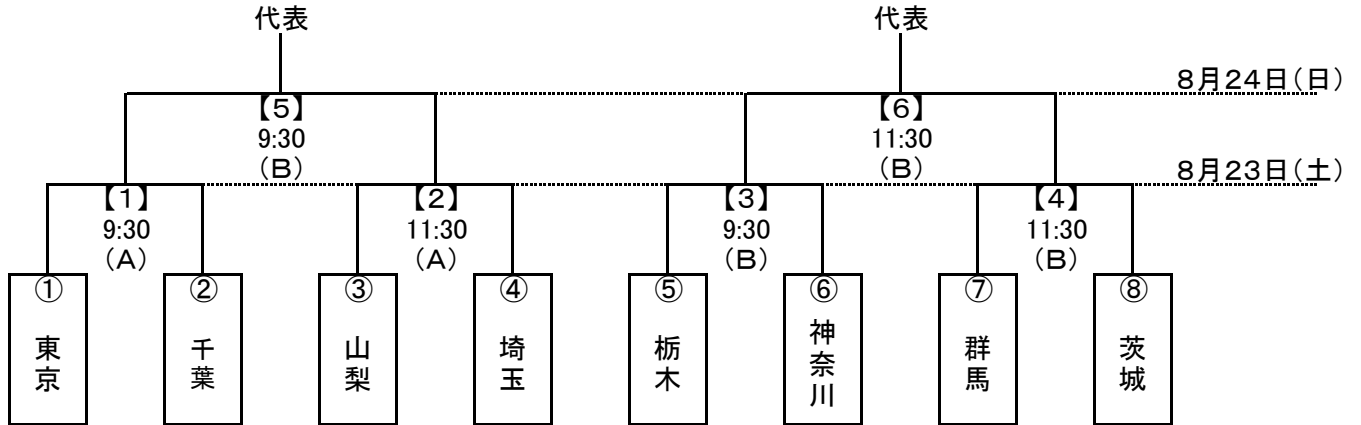 代表 代表
8月24日(日)
【5】 【6】
9:30 11:30
(B) (B)
8月23日(土)
【1】 【2】 【3】 【4】
9:30 11:30 9:30 11:30
(A) (A) (B) (B)
① ② ③ ④ ⑤ ⑥ ⑦ ⑧
東京 千葉 山梨 埼玉 栃木 神奈川 群馬 茨城